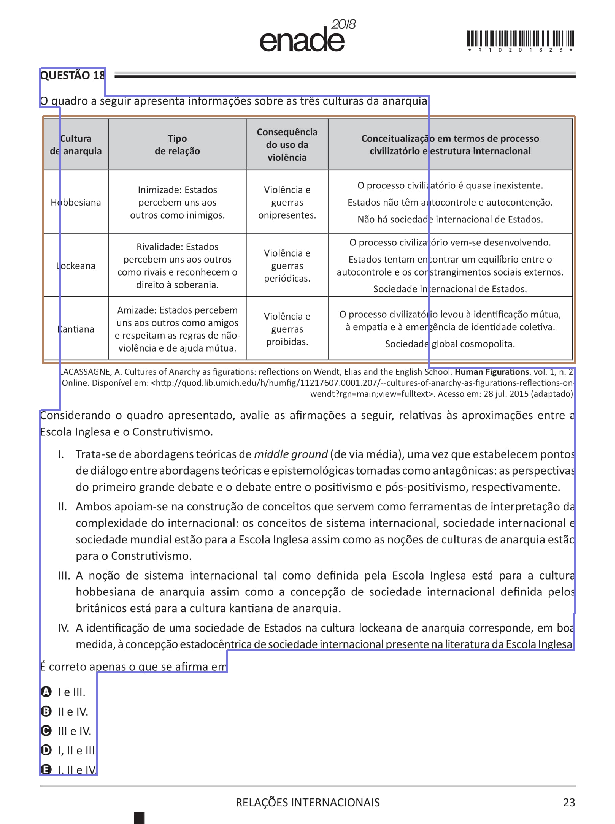 enade2018
*R10201823*
QUESTÃO 18
O quadro a seguir apresenta informações sobre as três culturas da anarquia.
Cultura de anarquia
Tipo de relação
Consequência do uso da violência
Conceitualização em termos de processo civilizatório e estrutura internacional
Hobbesiana
Inimizade: Estados
percebem uns aos
outros como inimigos.
Violência e
guerras
onipresentes.
O processo civilizatório é quase inexistente.
Estados não têm autocontrole e autocontenção.
Não há sociedade internacional de Estados.
Lockeana
Rivalidade: Estados
percebem uns aos outros
como rivais e reconhecem o
direito à soberania.
Violência e
guerras
periódicas.
O processo civilizatório vem-se desenvolvendo.
Estados tentam encontrar um equilíbrio entre o
autocontrole e os constrangimentos sociais externos.
Sociedade internacional de Estados.
Kantiana
Amizade: Estados percebem
uns aos outros como amigos
e respeitam as regras de não
violência e de ajuda mútua.
Violência e
guerras
proibidas.
O processo civilizatório levou à identificação mútua,
à empatia e à emergência de identidade coletiva.
Sociedade global cosmopolita.
LACASSAGNE, A. Cultures of Anarchy as figurations: reflections on Wendt, Elias and the English School. Human Figurations. vol. 1, n. 2.
Online. Disponível em: <http://quod.lib.umich.edu/h/humfig/11217607.0001.207/--cultures-of-anarchy-as-figurations-reflections-on-
wendt?rgn=main;view=fulltext>. Acesso em: 28 jul. 2015 (adaptado)
Considerando o quadro apresentado, avalie as afirmações a seguir, relativas às aproximações entre a
Escola Inglesa e o Construtivismo.
I. Trata-se de abordagens teóricas de middle ground (de via média), uma vez que estabelecem pontos
de diálogo entre abordagens teóricas e epistemológicas tomadas como antagônicas: as perspectivas
do primeiro grande debate e o debate entre o positivismo e pós-positivismo, respectivamente.
II. Ambos apoiam-se na construção de conceitos que servem como ferramentas de interpretação da
complexidade do internacional: os conceitos de sistema internacional, sociedade internacional e
sociedade mundial estão para a Escola Inglesa assim como as noções de culturas de anarquia estão
para o Construtivismo.
III. A noção de sistema internacional tal como definida pela Escola Inglesa está para a cultura
hobbesiana de anarquia assim como a concepção de sociedade internacional definida pelos
britânicos está para a cultura kantiana de anarquia.
IV. A identificação de uma sociedade de Estados na cultura lockeana de anarquia corresponde, em boa
medida, à concepção estadocêntrica de sociedade internacional presente na literatura da Escola Inglesa.
É correto apenas o que se afirma em
A I e III.
B II e IV.
C III e IV.
D I, II e III
E I, II e IV.
RELAÇÕES INTERNACIONAIS 23